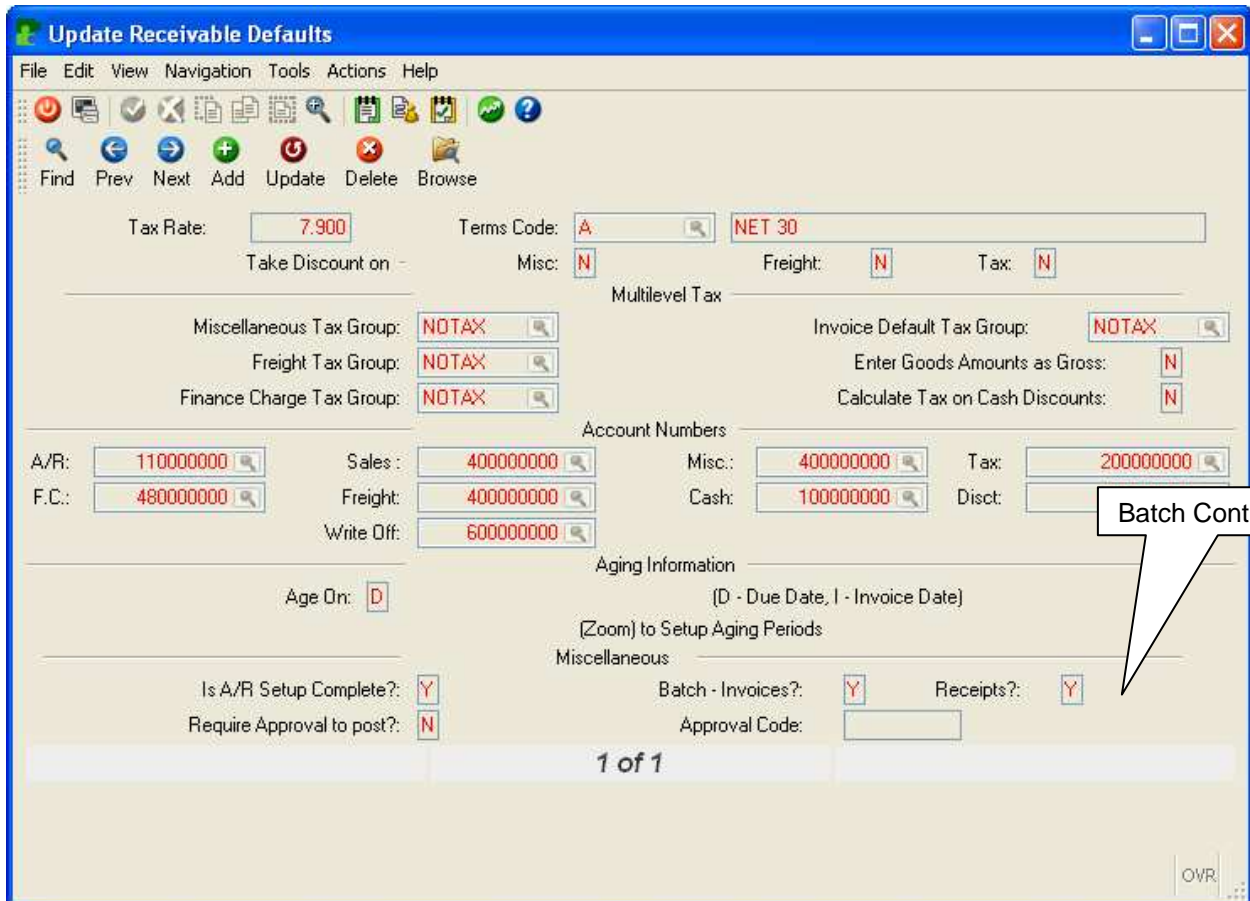 Update Receivable Defaults
File Edit View Navigation Tools Actions Help
Find Prev Next Add Update Delete Browse
Tax Rate: 7.900 Terms Code: A NET 30
Take Discount on - Misc: N Freight: N Tax: N
Multilevel Tax
Miscellaneous Tax Group: NOTAX Invoice Default Tax Group: NOTAX
Freight Tax Group: NOTAX Enter Goods Amounts as Gross: N
Finance Charge Tax Group: NOTAX Calculate Tax on Cash Discounts: N
Account Numbers
A/R: 110000000 Sales : 400000000 Misc.: 400000000 Tax: 200000000
F.C.: 480000000 Freight: 400000000 Cash: 100000000 Disct:
Batch Cont
Write Off: 600000000
Aging Information
Age On: D (D - Due Date, I - Invoice Date)
(Zoom) to Setup Aging Periods
Miscellaneous
Is A/R Setup Complete?: Y Batch - Invoices?: Y Receipts?: Y
Require Approval to post?: N Approval Code:
1 of 1
OVR